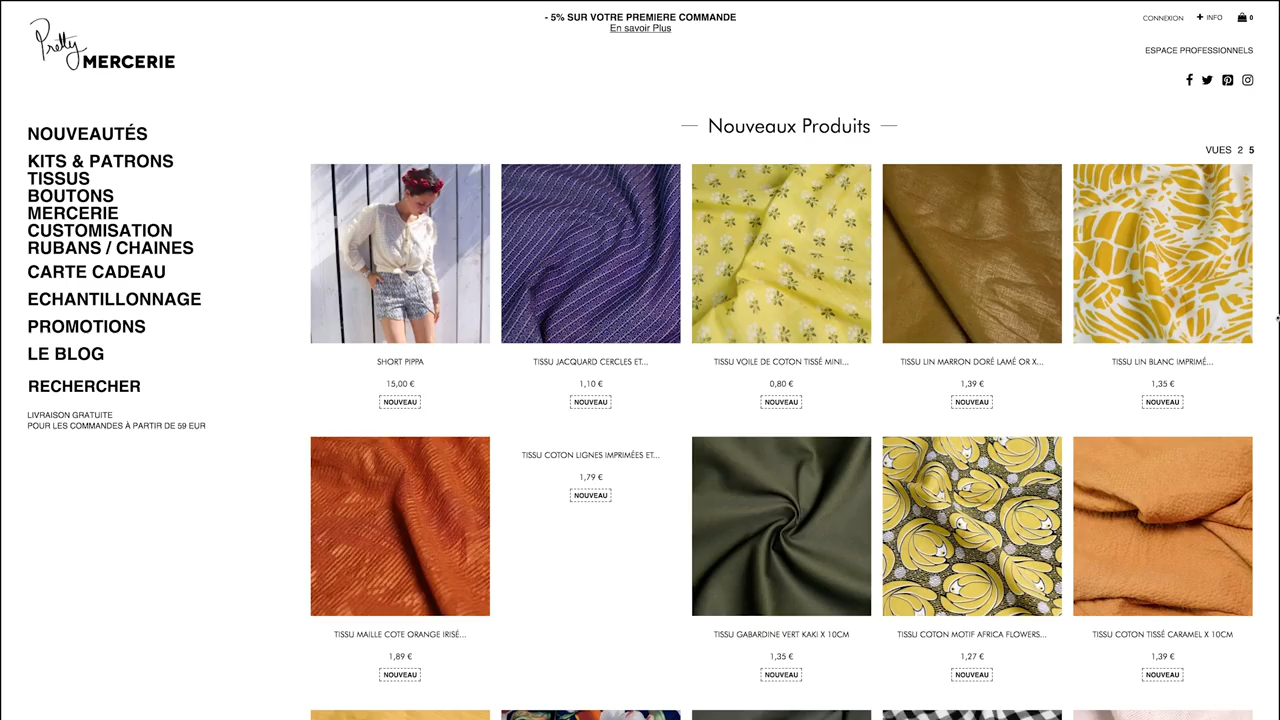 - 5% SUR VOTRE PREMIERE COMMANDE
En savoir Plus
CONNEXION
INFO
0
Pretty
MERCERIE
ESPACE PROFESSIONNELS
NOUVEAUTÉS
KITS & PATRONS
TISSUS
BOUTONS
MERCERIE
CUSTOMISATION
RUBANS / CHAINES
CARTE CADEAU
ECHANTILLONNAGE
PROMOTIONS
LE BLOG
RECHERCHER
LIVRAISON GRATUITE
POUR LES COMMANDES À PARTIR DE 59 EUR
Nouveaux Produits
VUES 2 5
SHORT PIPPA
15,00 €
NOUVEAU
TISSU JACQUARD CERCLES ET...
1,10 €
NOUVEAU
TISSU VOILE DE COTON TISSÉ MINI...
0,80 €
NOUVEAU
TISSU LIN MARRON DORÉ LAMÉ OR X...
1,39 €
NOUVEAU
TISSU LIN BLANC IMPRIMÉ...
1,35 €
NOUVEAU
TISSU MAILLE COTE ORANGE IRISÉ...
1,89 €
NOUVEAU
TISSU COTON LIGNES IMPRIMÉES ET...
1,79 €
NOUVEAU
TISSU GABARDINE VERT KAKI X 10CM
1,35 €
NOUVEAU
TISSU COTON MOTIF AFRICA FLOWERS...
1,27 €
NOUVEAU
TISSU COTON TISSÉ CARAMEL X 10CM
1,39 €
NOUVEAU